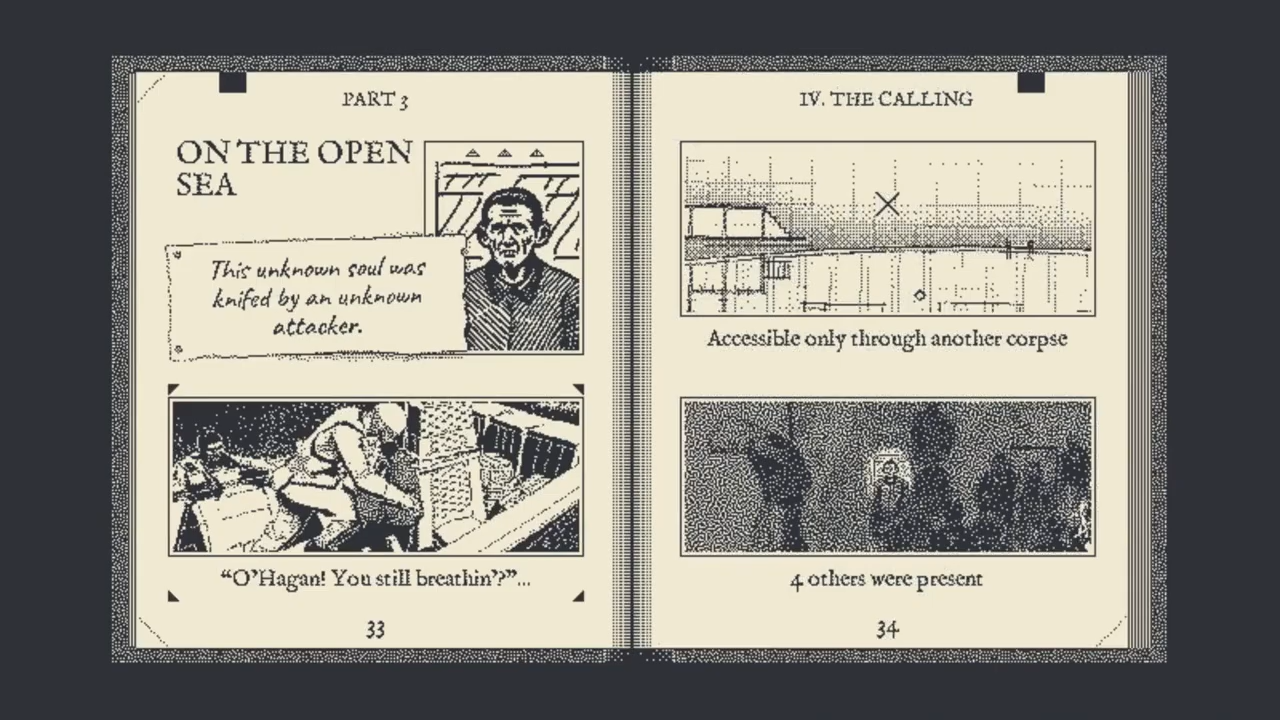 PART 3
ON THE OPEN
SEA
This unknown soul was
knifed by an unknown
attacker.
“O’Hagan! You still breathin’?”...
33
IV. THE CALLING
Accessible only through another corpse
4 others were present
34